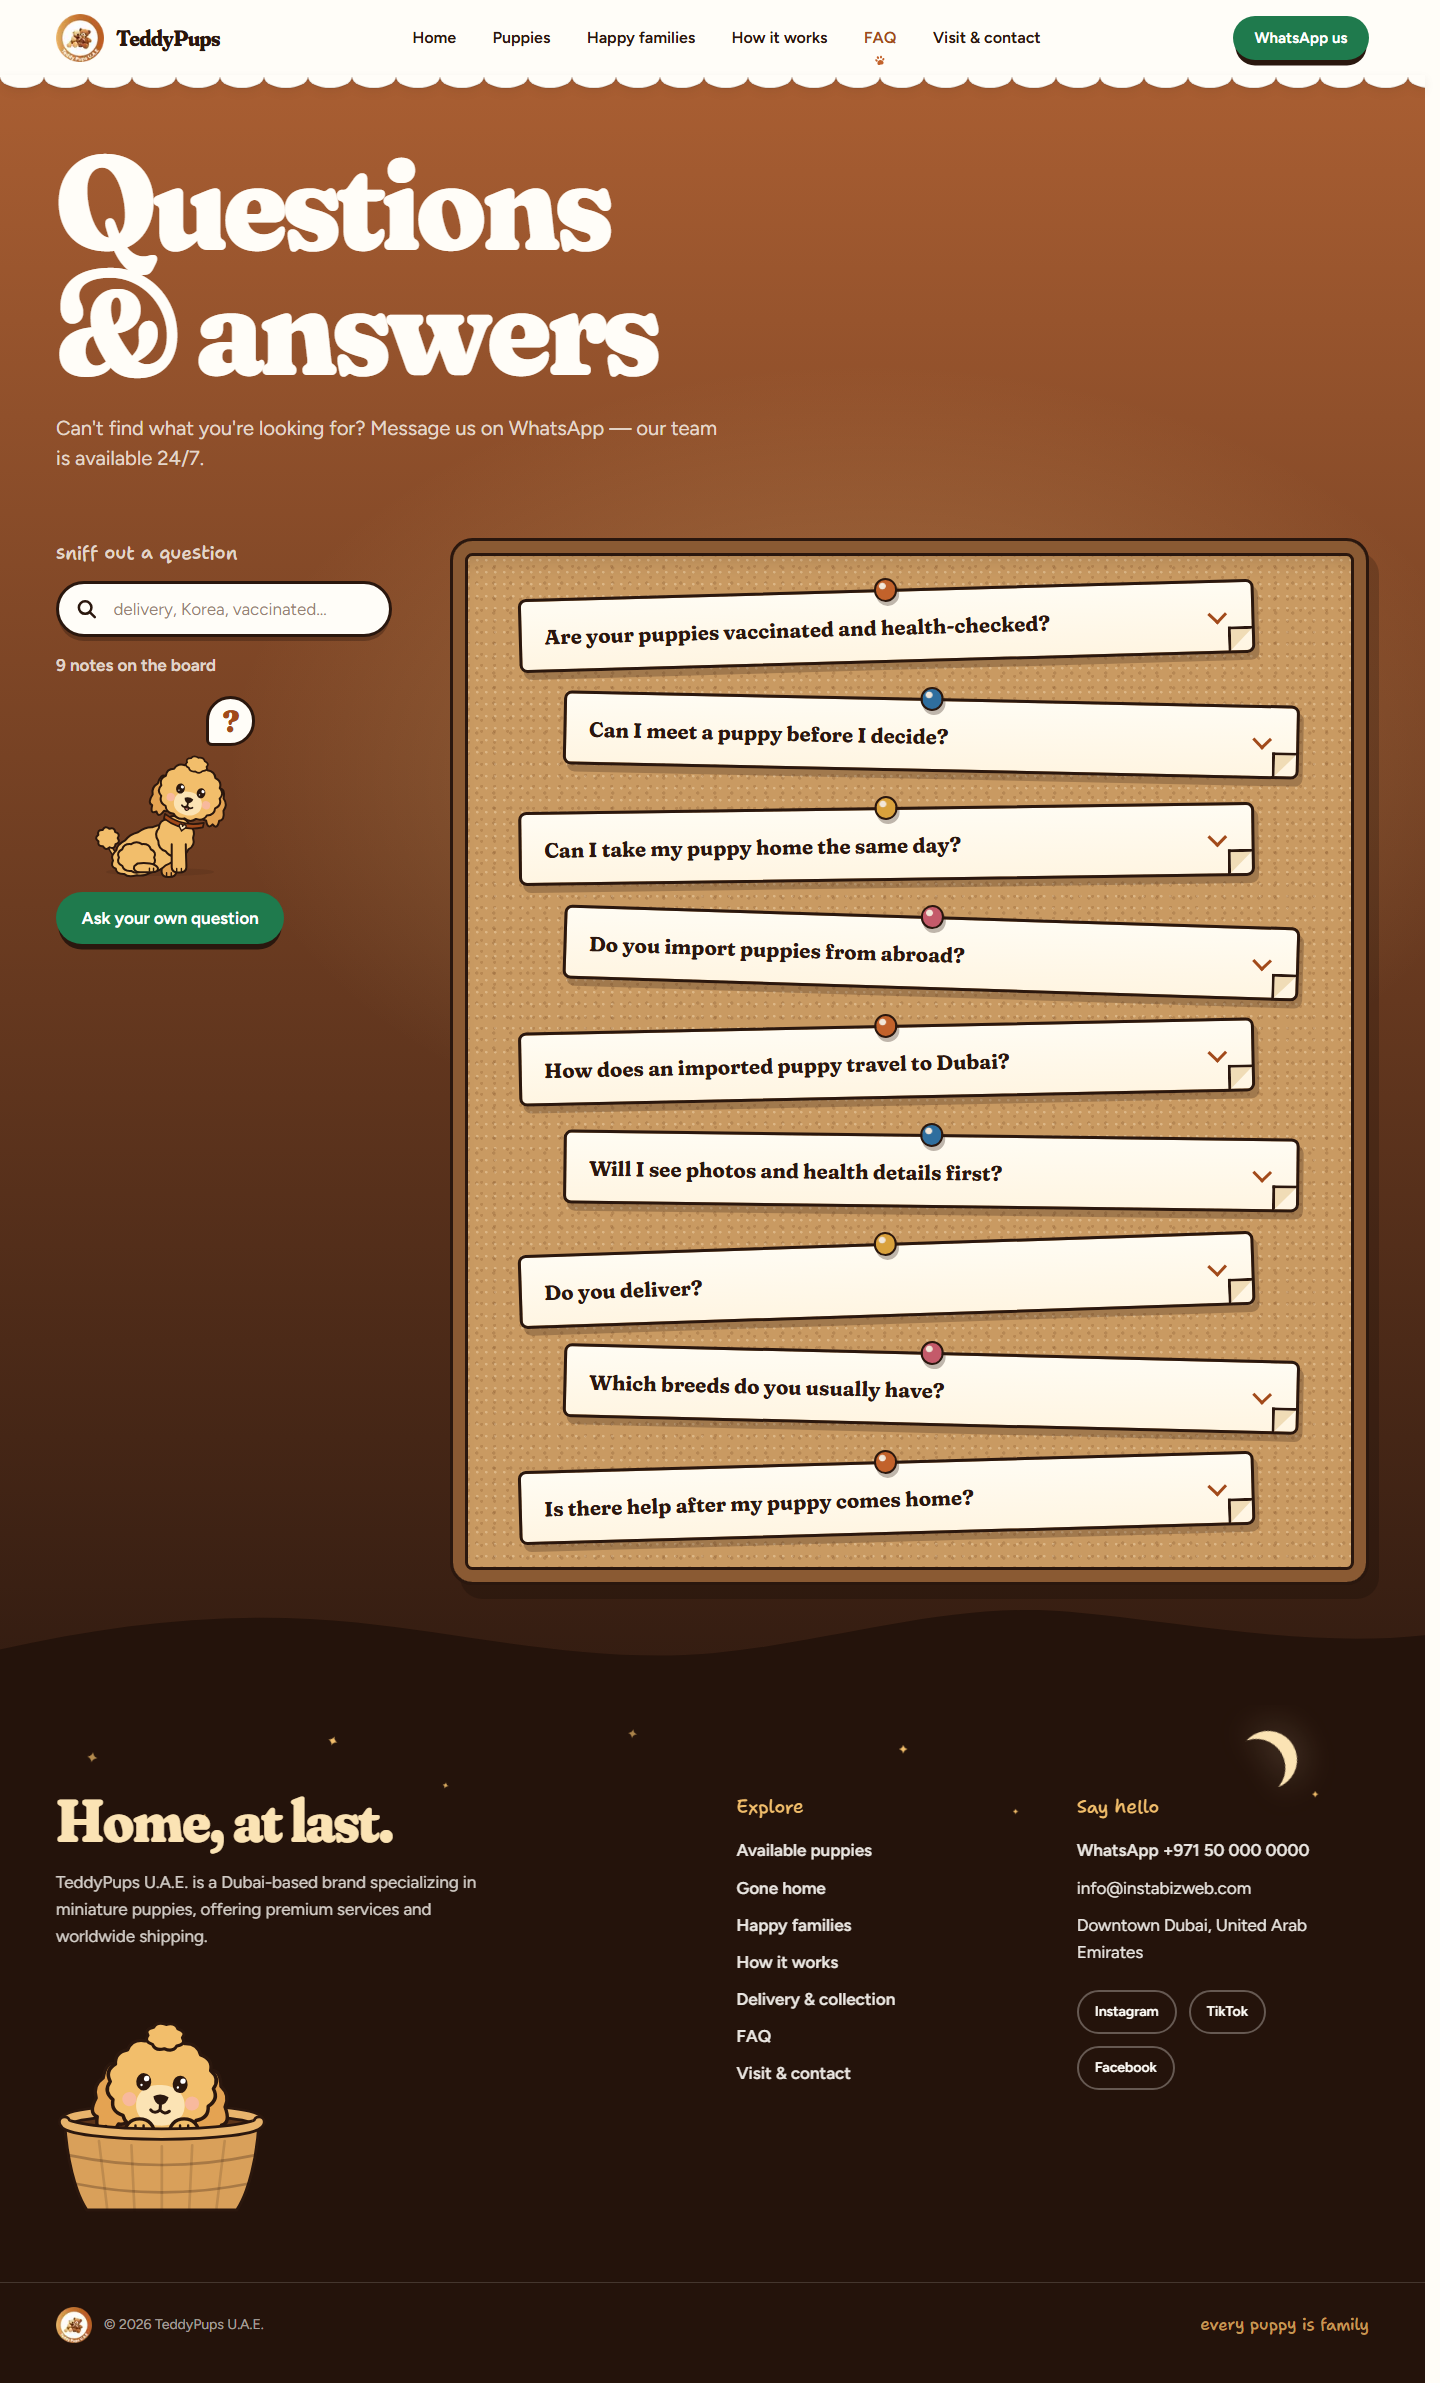 TeddyPups
Home
Puppies
Happy families
How it works
FAQ
Visit & contact
WhatsApp us
Questions
& answers
Can't find what you're looking for? Message us on WhatsApp — our team
is available 24/7.
sniff out a question
delivery, Korea, vaccinated...
9 notes on the board
?
Ask your own question
Are your puppies vaccinated and health-checked?
Can I meet a puppy before I decide?
Can I take my puppy home the same day?
Do you import puppies from abroad?
How does an imported puppy travel to Dubai?
Will I see photos and health details first?
Do you deliver?
Which breeds do you usually have?
Is there help after my puppy comes home?
Home, at last.
TeddyPups U.A.E. is a Dubai-based brand specializing in
miniature puppies, offering premium services and
worldwide shipping.
Explore
Available puppies
Gone home
Happy families
How it works
Delivery & collection
FAQ
Visit & contact
Say hello
WhatsApp +971 50 000 0000
info@instabizweb.com
Downtown Dubai, United Arab
Emirates
Instagram
TikTok
Facebook
© 2026 TeddyPups U.A.E.
every puppy is family